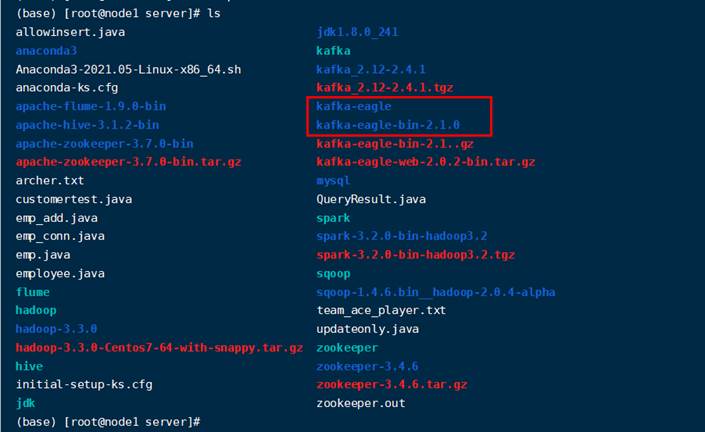 (base) [root@node1 server]# ls
allowinsert.java jdk1.8.0_241
anaconda3 kafka
Anaconda3-2021.05-Linux-x86_64.sh kafka_2.12-2.4.1
anaconda-ks.cfg kafka_2.12-2.4.1.tgz
apache-flume-1.9.0-bin kafka-eagle
apache-hive-3.1.2-bin kafka-eagle-bin-2.1.0
apache-zookeeper-3.7.0-bin kafka-eagle-bin-2.1..gz
apache-zookeeper-3.7.0-bin.tar.gz kafka-eagle-web-2.0.2-bin.tar.gz
archer.txt mysql
customertest.java QueryResult.java
emp_add.java spark
emp_conn.java spark-3.2.0-bin-hadoop3.2
emp.java spark-3.2.0-bin-hadoop3.2.tgz
employee.java sqoop
flume sqoop-1.4.6.bin__hadoop-2.0.4-alpha
hadoop team_ace_player.txt
hadoop-3.3.0 updateonly.java
hadoop-3.3.0-Centos7-64-with-snappy.tar.gz zookeeper
hive zookeeper-3.4.6
initial-setup-ks.cfg zookeeper-3.4.6.tar.gz
jdk zookeeper.out
(base) [root@node1 server]#